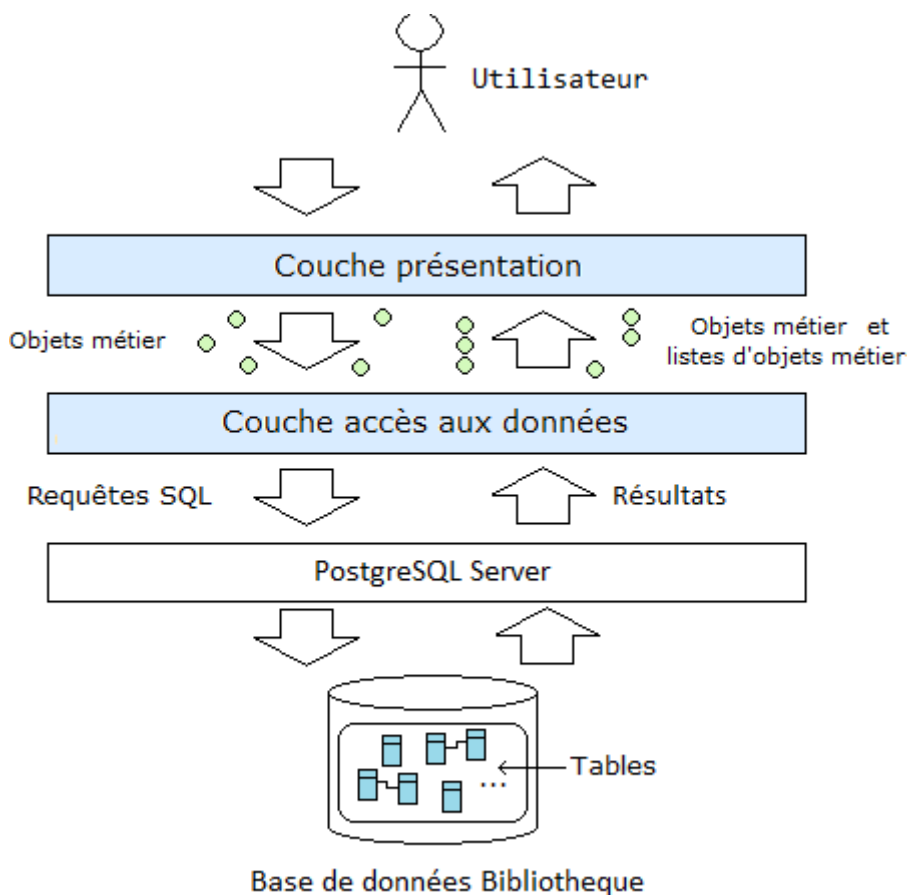 Utilisateur
Couche présentation
Objets métier
Objets métier et
listes d'objets métier
Couche accès aux données
Requêtes SQL
Résultats
PostgreSQL Server
Tables
...
Base de données Bibliotheque